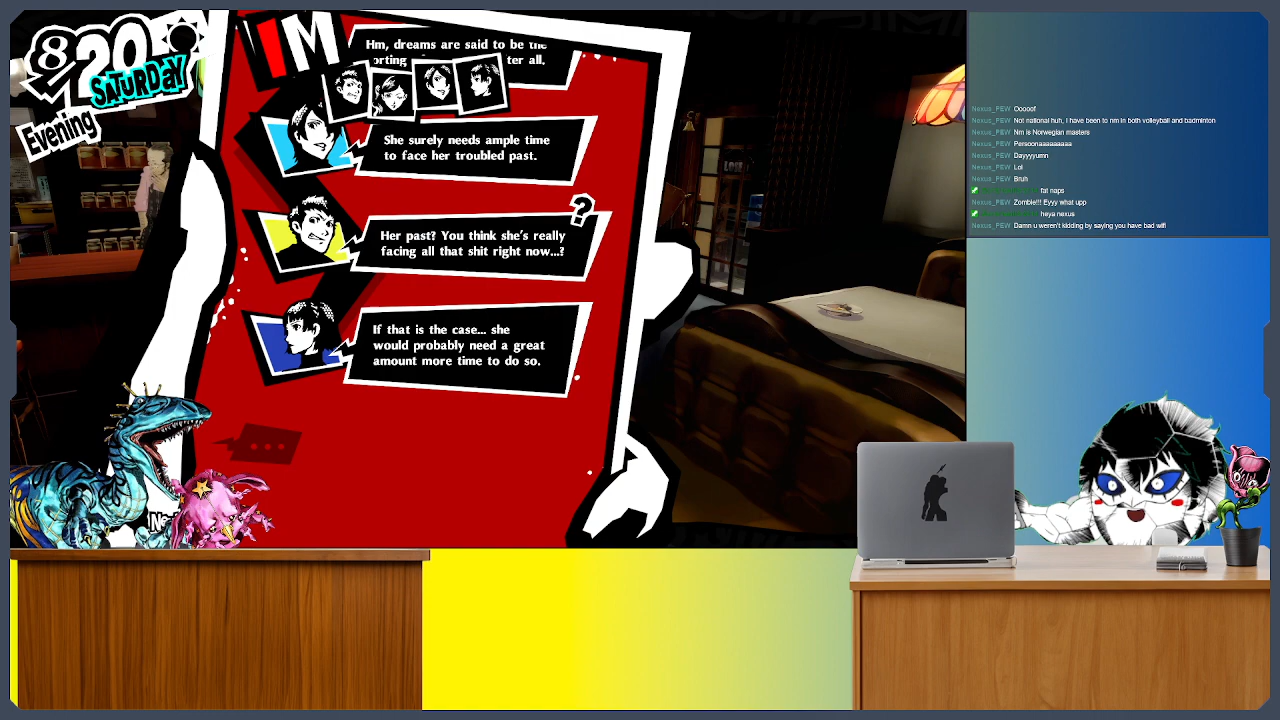 8/20
SATURDAY
Evening
IM
Hm, dreams are said to be the
She surely needs ample time
to face her troubled past.
?
Her past? You think she's really
facing all that shit right now...?
If that is the case... she
would probably need a great
amount more time to do so.
...
Nexus_PEW Ooooof
Nexus_PEW Not national huh, I have been to nm in both volleyball and badminton
Nexus_PEW Nm is Norwegian masters
Nexus_PEW Persoonaaaaaaaaa
Nexus_PEW Dayyyyumn
Nexus_PEW Lol
Nexus_PEW Bruh
fat naps
Nexus_PEW Zombie!!! Eyyy what upp
heya nexus
Nexus_PEW Damn u weren't kidding by saying you have bad wifi